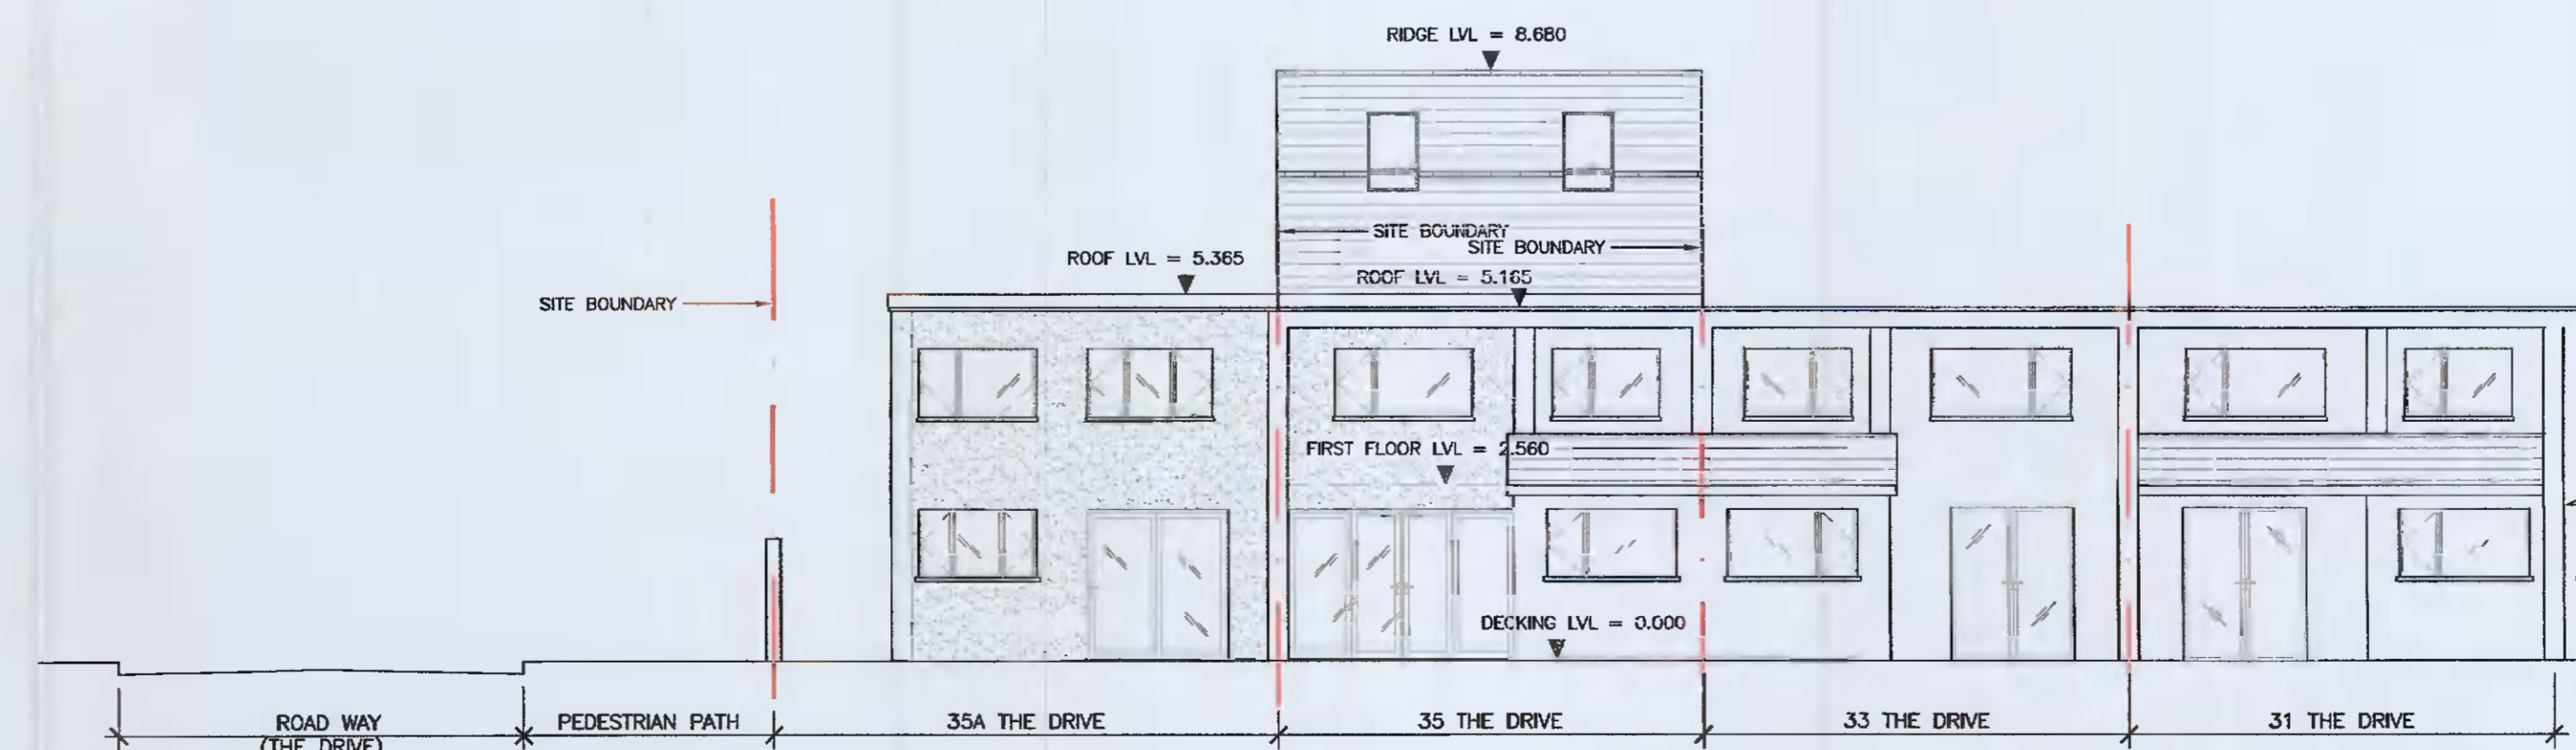 RIDGE LVL = 8.680
SITE BOUNDARY
SITE BOUNDARY
ROOF LVL = 5.365
ROOF LVL = 5.165
SITE BOUNDARY
FIRST FLOOR LVL = 2.560
DECKING LVL = 0.000
ROAD WAY
(THE DRIVE)
PEDESTRIAN PATH
35A THE DRIVE
35 THE DRIVE
33 THE DRIVE
31 THE DRIVE